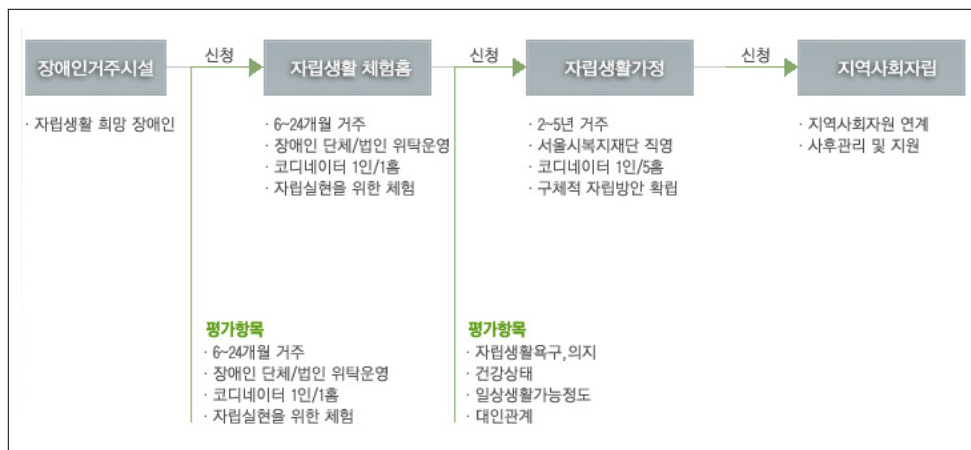 장애인거주시설
신청
자립생활 체험홈
신청
자립생활가정
신청
지역사회자립
· 자립생활 희망 장애인
· 6~24개월 거주
· 장애인 단체/법인 위탁운영
· 코디네이터 1인/1홈
· 자립실현을 위한 체험
· 2~5년 거주
· 서울시복지재단 직영
· 코디네이터 1인/5홈
· 구체적 자립방안 확립
· 지역사회자원 연계
· 사후관리 및 지원
평가항목
· 6~24개월 거주
· 장애인 단체/법인 위탁운영
· 코디네이터 1인/1홈
· 자립실현을 위한 체험
평가항목
· 자립생활욕구,의지
· 건강상태
· 일상생활가능정도
· 대인관계